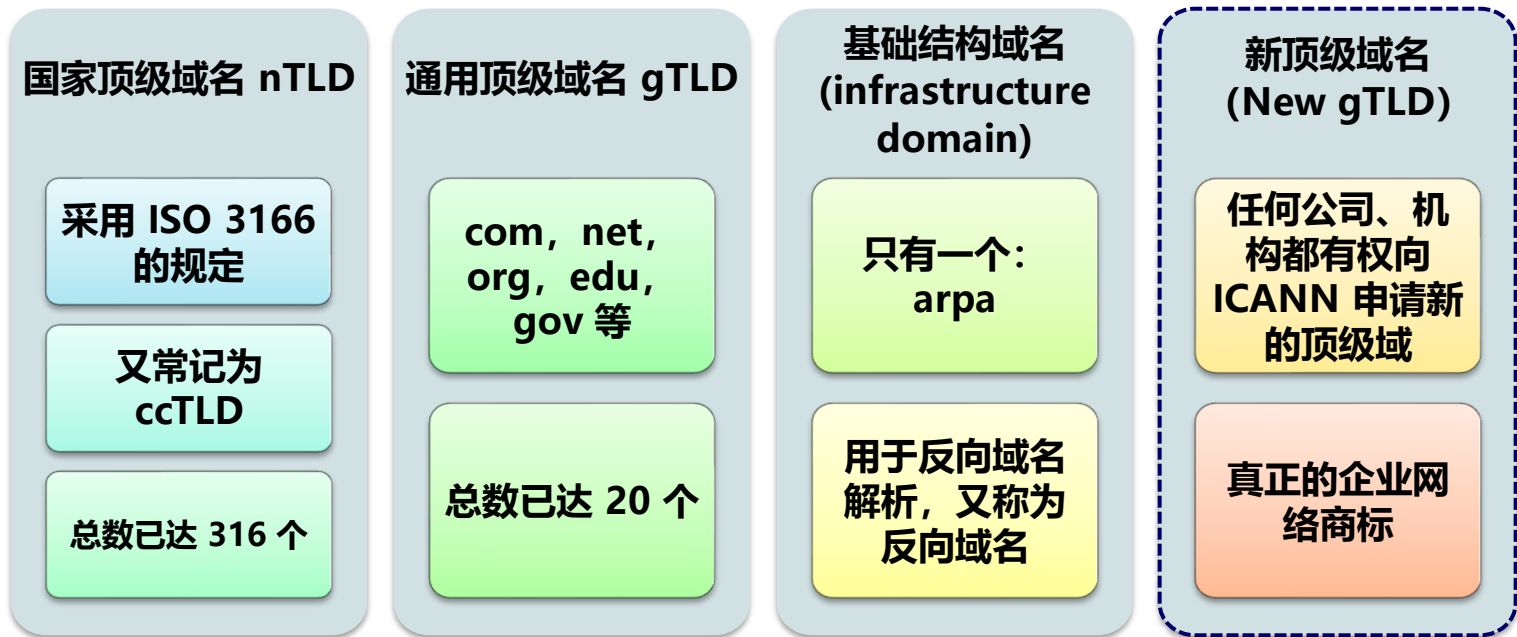 国家顶级域名 nTLD
采用 ISO 3166
的规定
又常记为
ccTLD
总数已达 316 个
通用顶级域名 gTLD
com，net，
org，edu，
gov 等
总数已达 20 个
基础结构域名
(infrastructure
domain)
只有一个：
arpa
用于反向域名
解析，又称为
反向域名
新顶级域名
(New gTLD）
任何公司、机
构都有权向
ICANN 申请新
的顶级域
真正的企业网
络商标